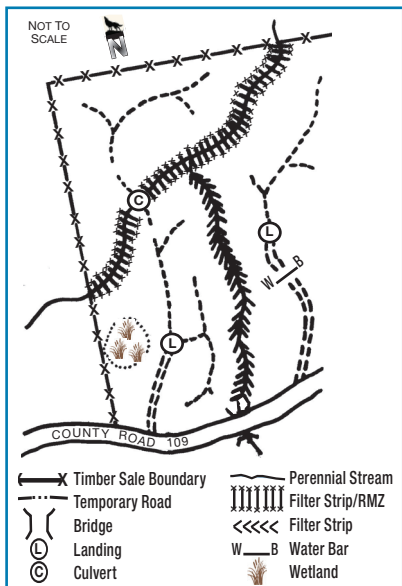 NOT TO
SCALE
N
C
L
W B
L
COUNTY ROAD 109
X Timber Sale Boundary
Temporary Road
Bridge
L Landing
C Culvert
Perennial Stream
Filter Strip/RMZ
Filter Strip
W B Water Bar
Wetland